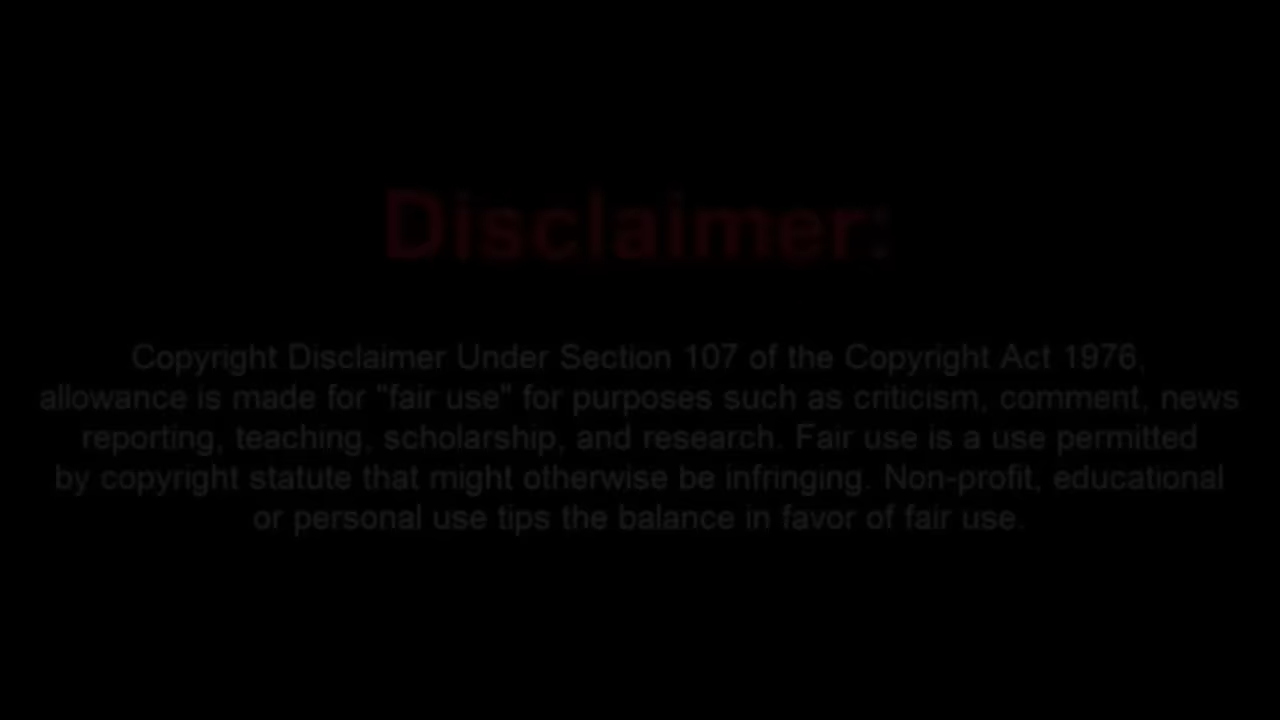 Disclaimer:
Copyright Disclaimer Under Section 107 of the Copyright Act 1976,
allowance is made for "fair use" for purposes such as criticism, comment, news
reporting, teaching, scholarship, and research. Fair use is a use permitted
by copyright statute that might otherwise be infringing. Non-profit, educational
or personal use tips the balance in favor of fair use.